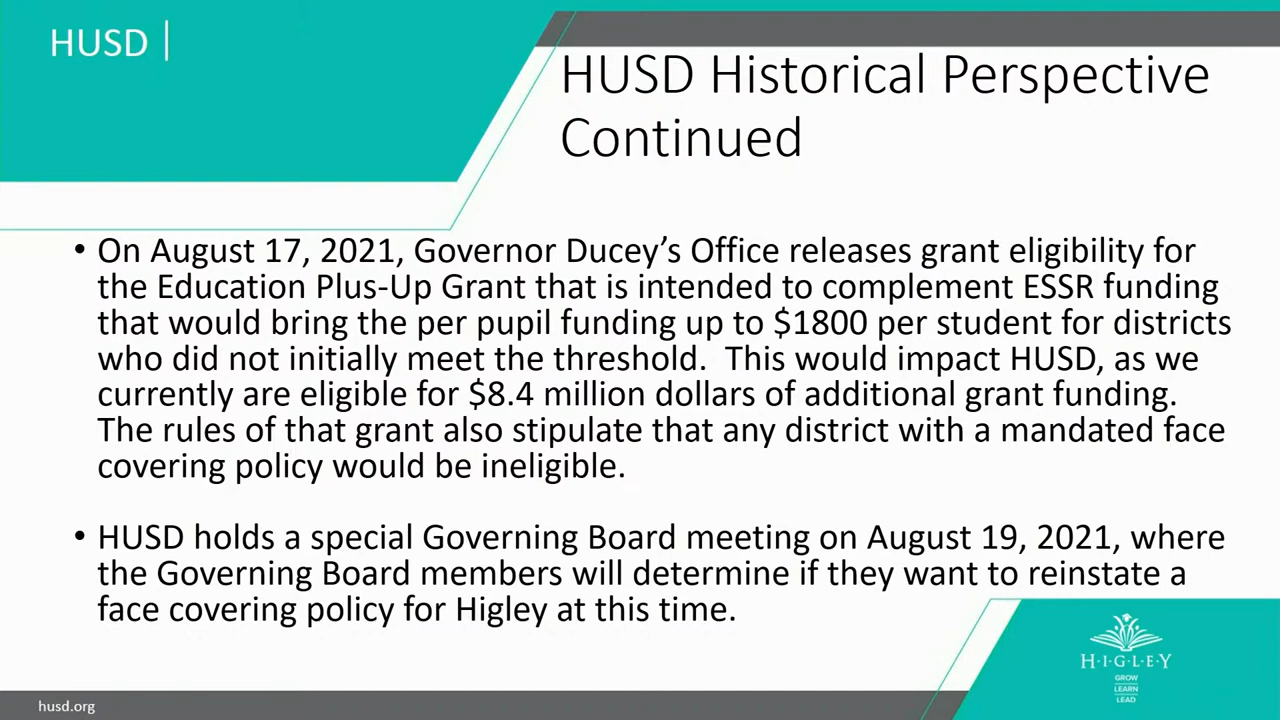 HUSD |
HUSD Historical Perspective
Continued
• On August 17, 2021, Governor Ducey’s Office releases grant eligibility for
the Education Plus-Up Grant that is intended to complement ESSR funding
that would bring the per pupil funding up to $1800 per student for districts
who did not initially meet the threshold.  This would impact HUSD, as we
currently are eligible for $8.4 million dollars of additional grant funding.
The rules of that grant also stipulate that any district with a mandated face
covering policy would be ineligible.
• HUSD holds a special Governing Board meeting on August 19, 2021, where
the Governing Board members will determine if they want to reinstate a
face covering policy for Higley at this time.
H·I·G·L·E·Y
GROW
LEARN
LEAD
husd.org